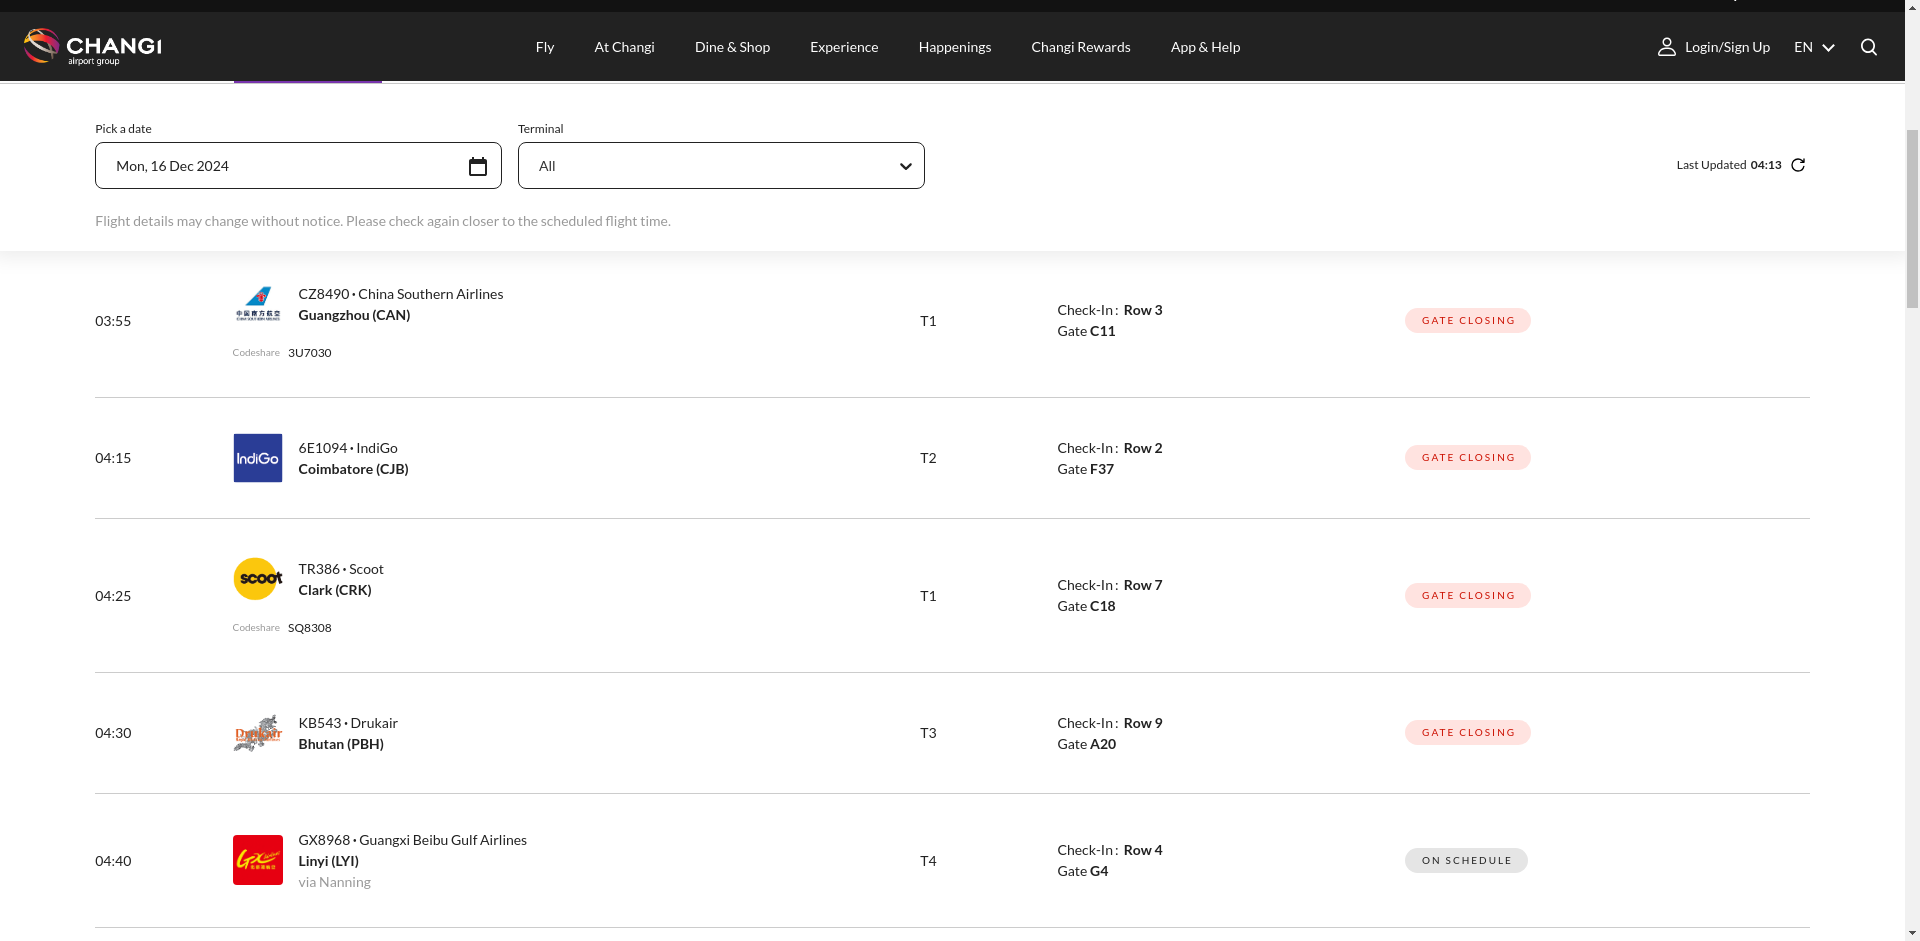 CHANGI
airport group
Fly
At Changi
Dine & Shop
Experience
Happenings
Changi Rewards
App & Help
Login/Sign Up
EN
Pick a date
Terminal
Mon, 16 Dec 2024
All
Last Updated 04:13
Flight details may change without notice. Please check again closer to the scheduled flight time.
03:55
CZ8490 • China Southern Airlines
Guangzhou (CAN)
Codeshare 3U7030
T1
Check-In : Row 3
Gate C11
GATE CLOSING
04:15
IndiGo
6E1094 • IndiGo
Coimbatore (CJB)
T2
Check-In : Row 2
Gate F37
GATE CLOSING
04:25
scoot
TR386 • Scoot
Clark (CRK)
Codeshare SQ8308
T1
Check-In : Row 7
Gate C18
GATE CLOSING
04:30
Drukair
KB543 • Drukair
Bhutan (PBH)
T3
Check-In : Row 9
Gate A20
GATE CLOSING
04:40
GX8968 • Guangxi Beibu Gulf Airlines
Linyi (LYI)
via Nanning
T4
Check-In : Row 4
Gate G4
ON SCHEDULE